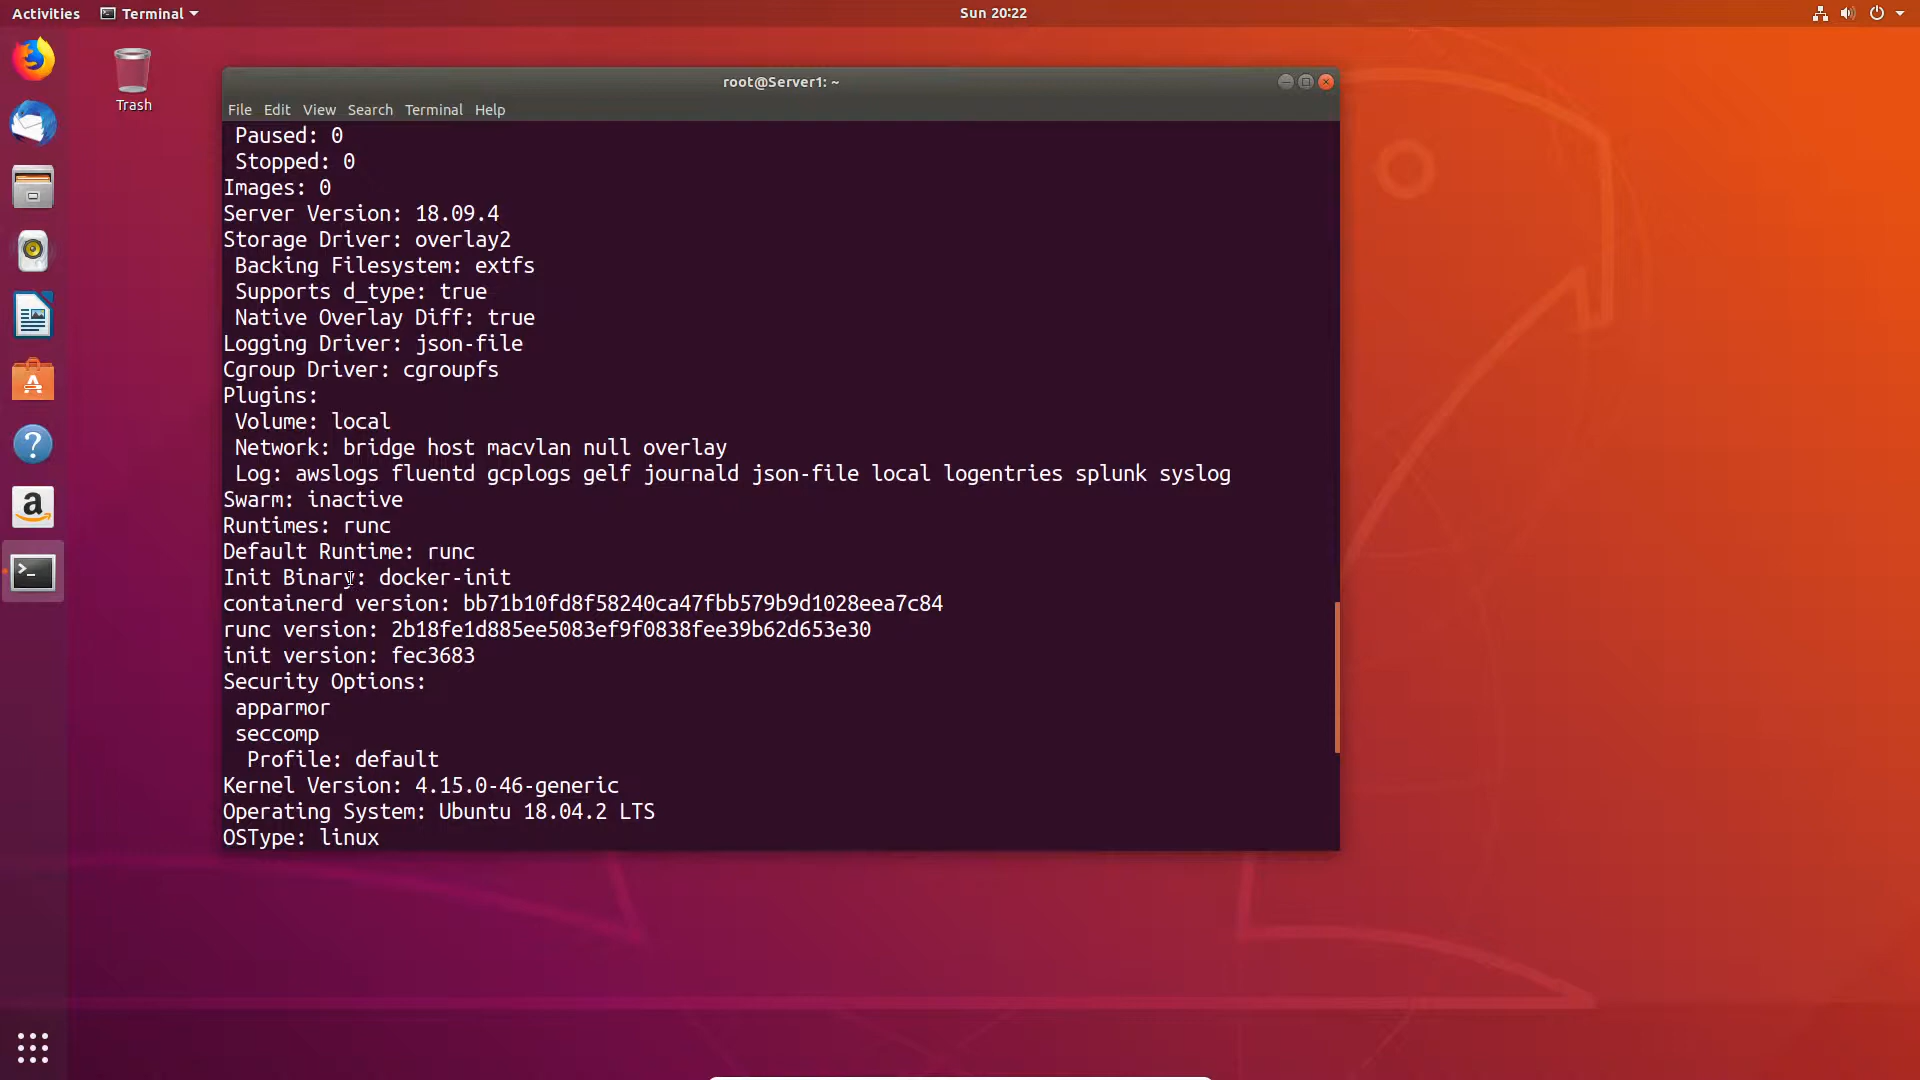 Activities Terminal Sun 20:22
Trash
root@Server1: ~
File Edit View Search Terminal Help
Paused: 0
Stopped: 0
Images: 0
Server Version: 18.09.4
Storage Driver: overlay2
Backing Filesystem: extfs
Supports d_type: true
Native Overlay Diff: true
Logging Driver: json-file
Cgroup Driver: cgroupfs
Plugins:
Volume: local
Network: bridge host macvlan null overlay
Log: awslogs fluentd gcplogs gelf journald json-file local logentries splunk syslog
Swarm: inactive
Runtimes: runc
Default Runtime: runc
Init Binary: docker-init
containerd version: bb71b10fd8f58240ca47fbb579b9d1028eea7c84
runc version: 2b18fe1d885ee5083ef9f0838fee39b62d653e30
init version: fec3683
Security Options:
apparmor
seccomp
Profile: default
Kernel Version: 4.15.0-46-generic
Operating System: Ubuntu 18.04.2 LTS
OSType: linux